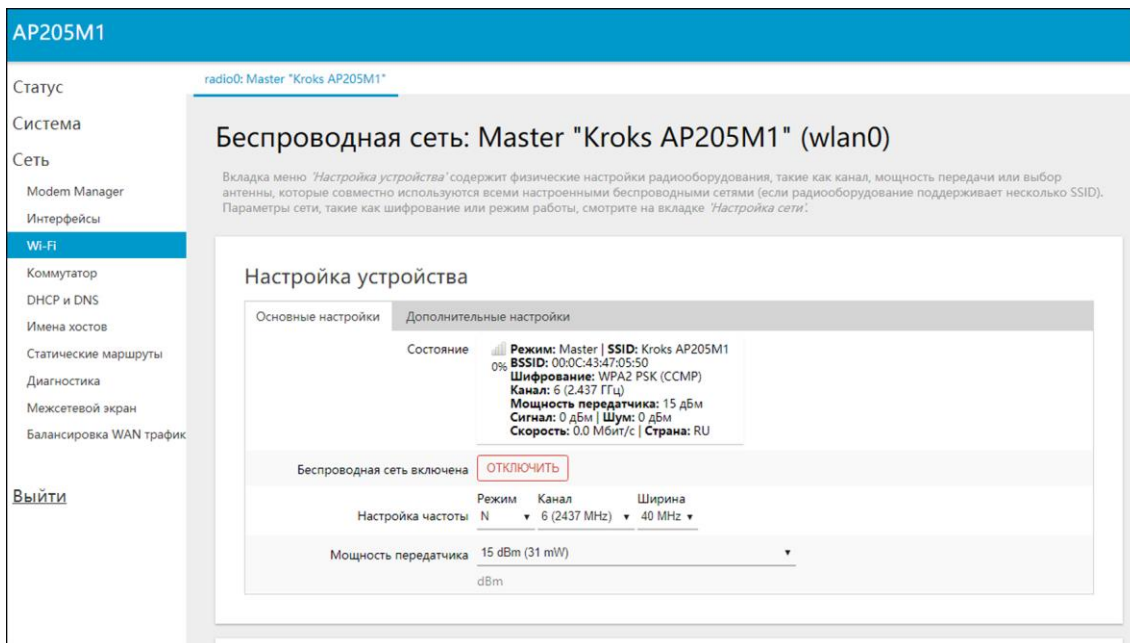 AP205M1
Статус
Система
Сеть
Modem Manager
Интерфейсы
Wi-Fi
Коммутатор
DHCP и DNS
Имена хостов
Статические маршруты
Диагностика
Межсетевой экран
Балансировка WAN трафик
Выйти
radio0: Master "Kroks AP205M1"
Беспроводная сеть: Master "Kroks AP205M1" (wlan0)
Вкладка меню 'Настройка устройства' содержит физические настройки радиооборудования, такие как канал, мощность передачи или выбор
антенны, которые совместно используются всеми настроенными беспроводными сетями (если радиооборудование поддерживает несколько SSID).
Параметры сети, такие как шифрование или режим работы, смотрите на вкладке 'Настройка сети'.
Настройка устройства
Основные настройки Дополнительные настройки
Состояние
0%
Режим: Master | SSID: Kroks AP205M1
BSSID: 00:0C:43:47:05:50
Шифрование: WPA2 PSK (CCMP)
Канал: 6 (2.437 ГГц)
Мощность передатчика: 15 дБм
Сигнал: 0 дБм | Шум: 0 дБм
Скорость: 0.0 Мбит/с | Страна: RU
Беспроводная сеть включена ОТКЛЮЧИТЬ
Режим Канал Ширина
Настройка частоты N 6 (2437 MHz) 40 MHz
Мощность передатчика 15 dBm (31 mW)
dBm